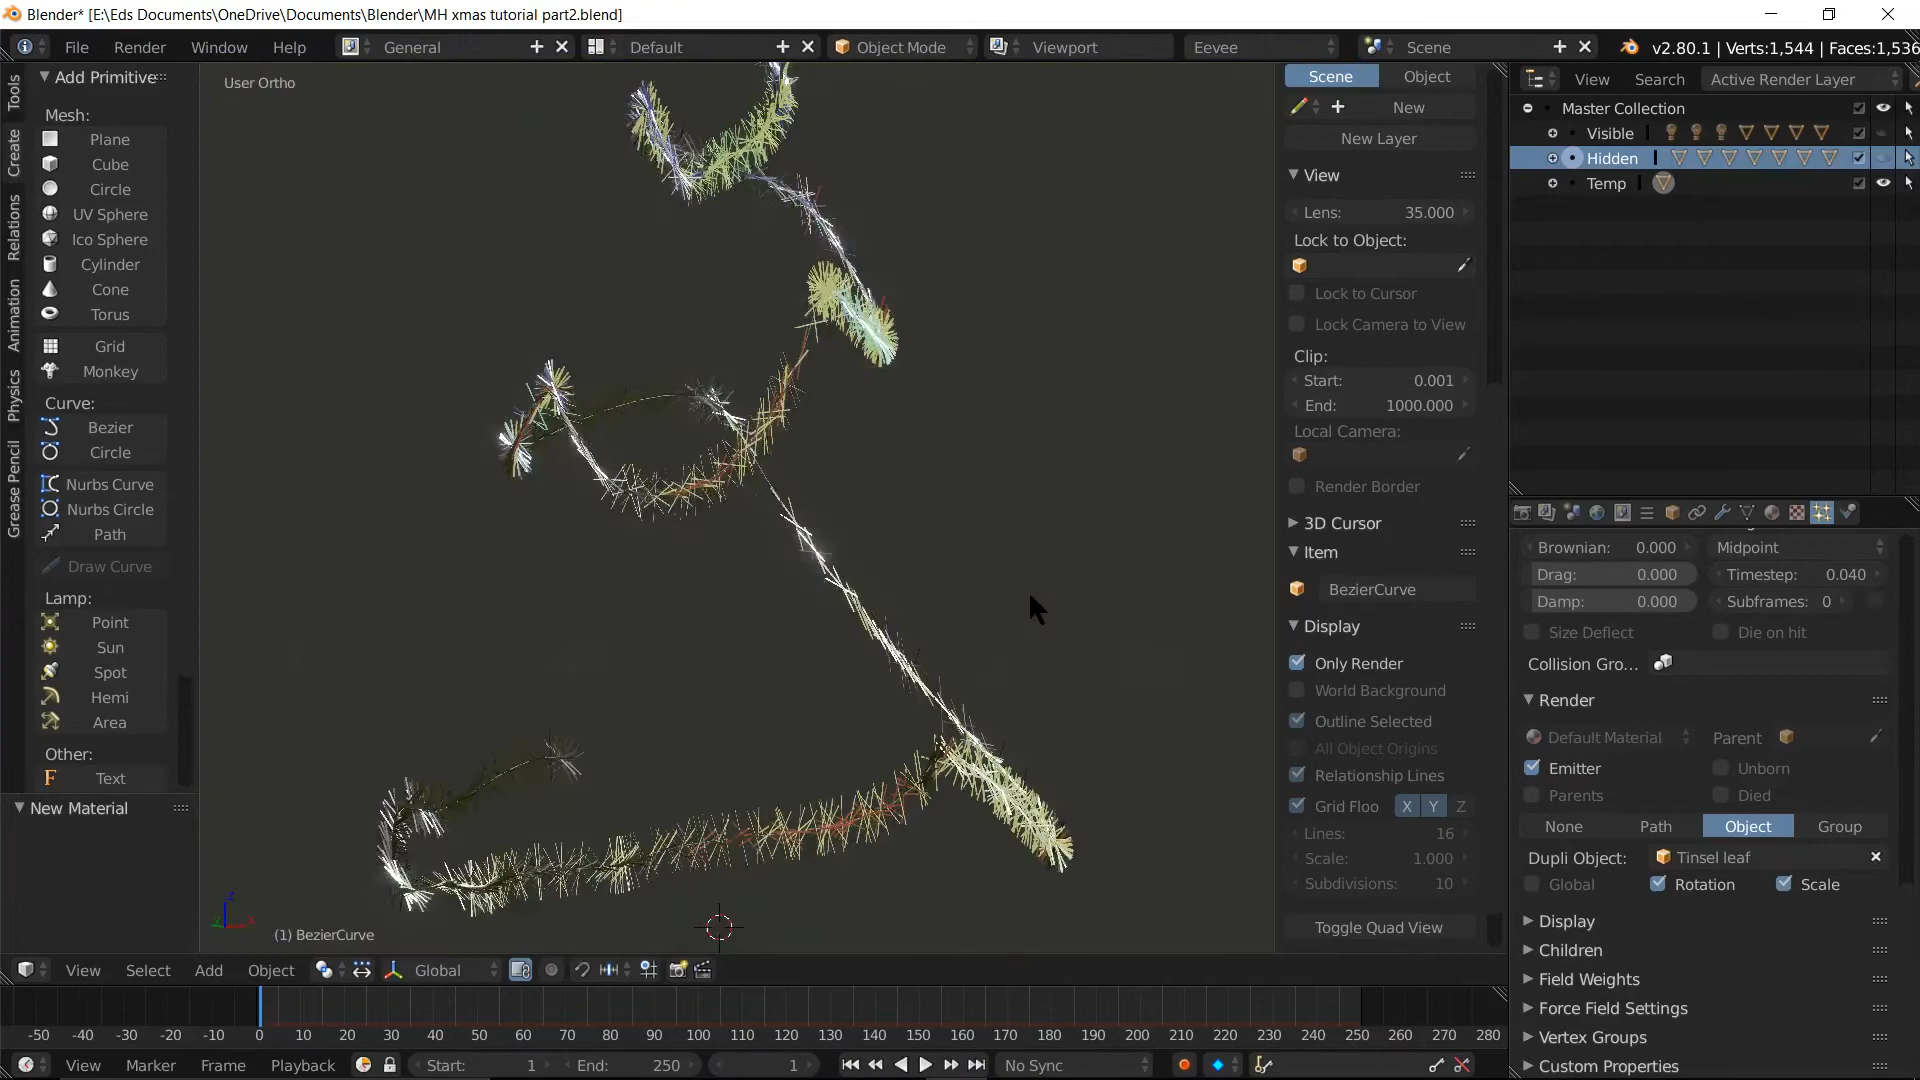 Blender* [E:\Eds Documents\OneDrive\Documents\Blender\MH xmas tutorial part2.blend]
File Render Window Help General Default Object Mode Viewport Eevee Scene v2.80.1 | Verts:1,544 | Faces:1,536
Tools
Create
Relations
Animation
Physics
Grease Pencil
Add Primitive
Mesh:
Plane
Cube
Circle
UV Sphere
Ico Sphere
Cylinder
Cone
Torus
Grid
Monkey
Curve:
Bezier
Circle
Nurbs Curve
Nurbs Circle
Path
Draw Curve
Lamp:
Point
Sun
Spot
Hemi
Area
Other:
Text
New Material
User Ortho
(1) BezierCurve
Scene Object
New
New Layer
View
Lens: 35.000
Lock to Object:
Lock to Cursor
Lock Camera to View
Clip:
Start: 0.001
End: 1000.000
Local Camera:
Render Border
3D Cursor
Item
BezierCurve
Display
Only Render
World Background
Outline Selected
All Object Origins
Relationship Lines
Grid Floo X Y Z
Lines: 16
Scale: 1.000
Subdivisions: 10
Toggle Quad View
View Search Active Render Layer
Master Collection
Visible
Hidden
Temp
Brownian: 0.000 Midpoint
Drag: 0.000 Timestep: 0.040
Damp: 0.000 Subframes: 0
Size Deflect Die on hit
Collision Gro...
Render
Default Material Parent
Emitter Unborn
Parents Died
None Path Object Group
Dupli Object: Tinsel leaf
Global Rotation Scale
Display
Children
Field Weights
Force Field Settings
Vertex Groups
Custom Properties
View Select Add Object Global
-50 -40 -30 -20 -10 0 10 20 30 40 50 60 70 80 90 100 110 120 130 140 150 160 170 180 190 200 210 220 230 240 250 260 270 280
View Marker Frame Playback Start: 1 End: 250 1 No Sync